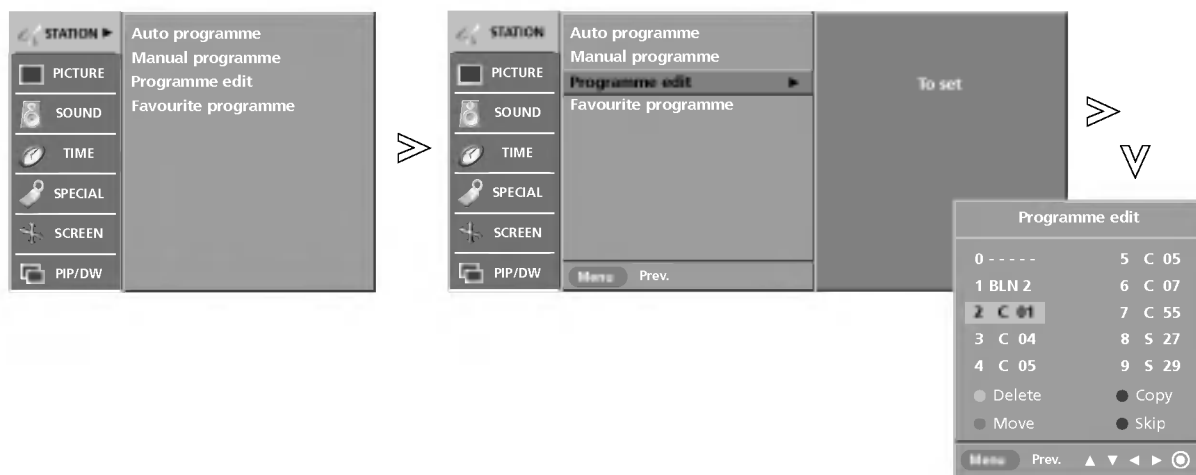 STATION ►
PICTURE
SOUND
TIME
SPECIAL
SCREEN
PIP/DW
Auto programme
Manual programme
Programme edit
Favourite programme
STATION
PICTURE
SOUND
TIME
SPECIAL
SCREEN
PIP/DW
Auto programme
Manual programme
Programme edit ►
Favourite programme
Menu Prev.
To set
Programme edit
0 - - - - -
1 BLN 2
2 C 01
3 C 04
4 C 05
5 C 05
6 C 07
7 C 55
8 S 27
9 S 29
Delete
Move
Copy
Skip
Menu Prev. ▲ ▼ ◄ ►